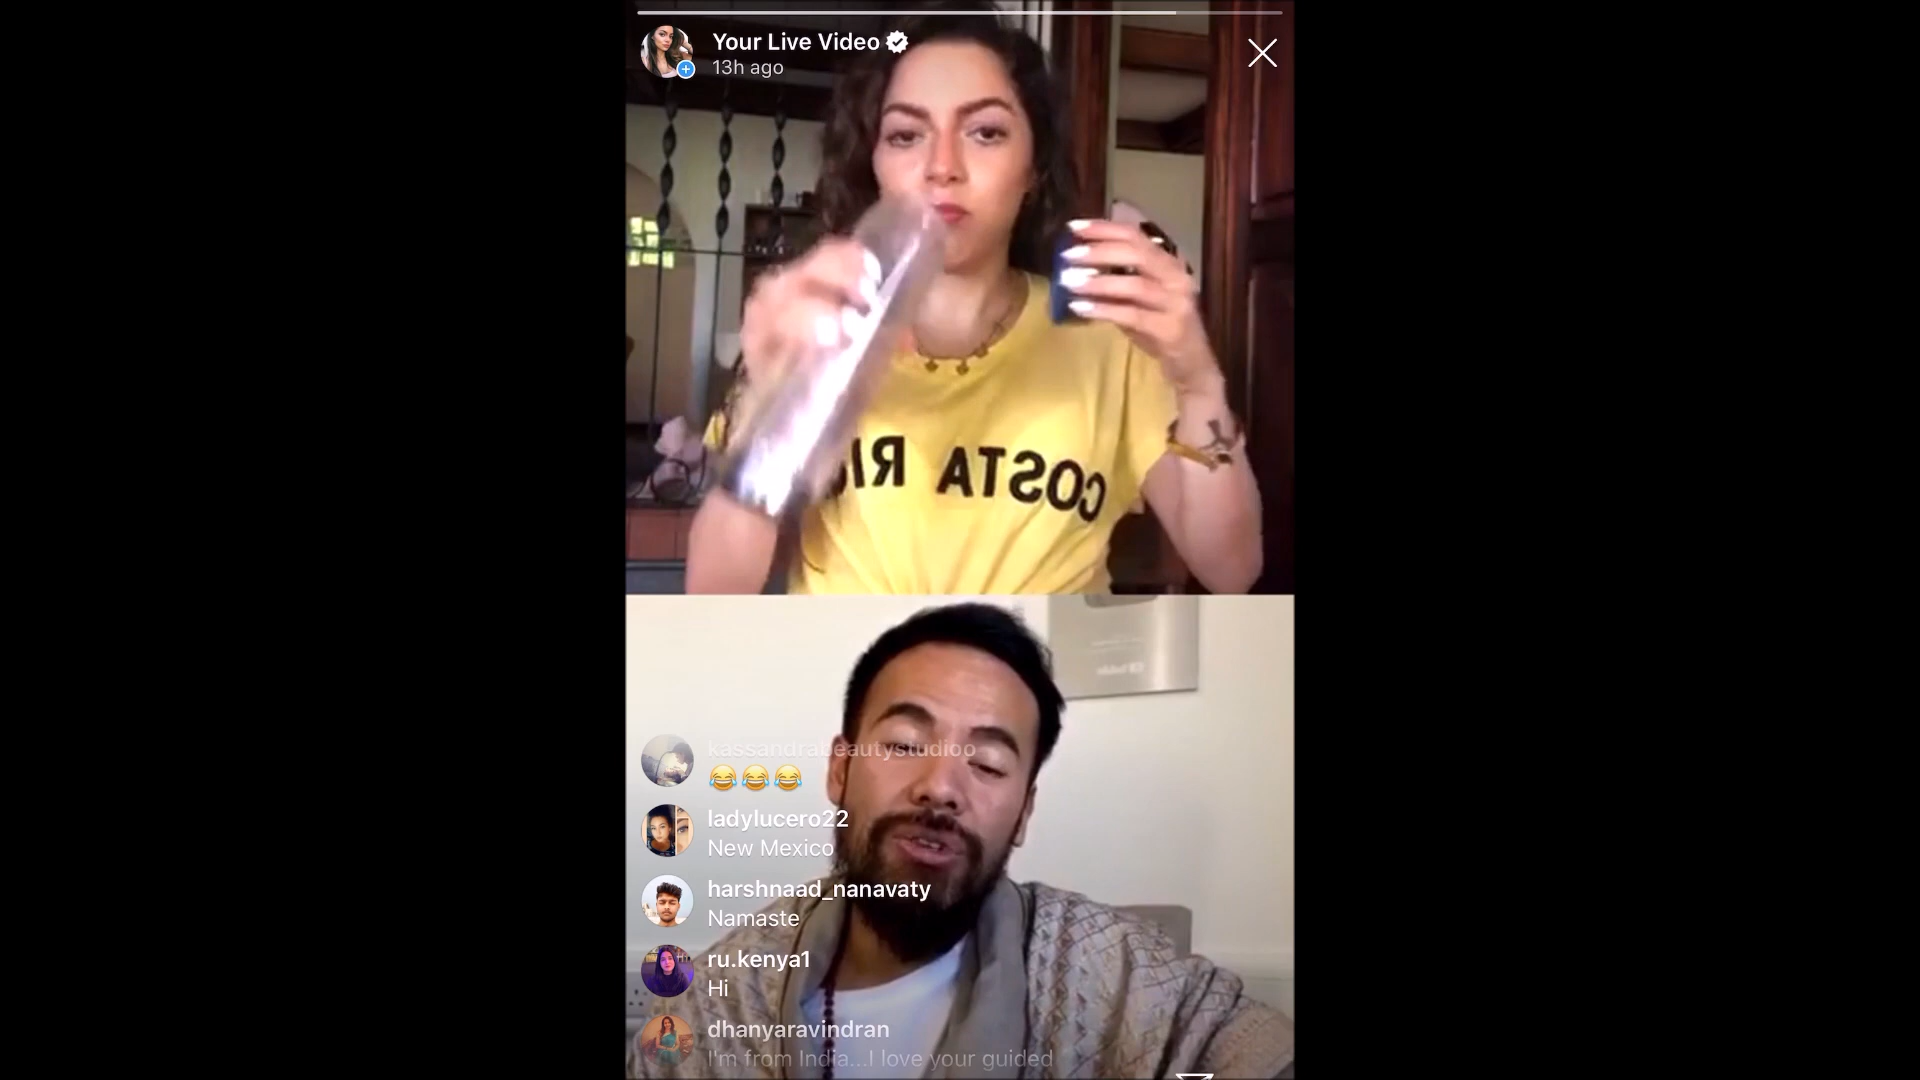 Your Live Video
13h ago
COSTA RI
kassandrabeautystudioo
😂😂😂
ladylucero22
New Mexico
harshnaad_nanavaty
Namaste
ru.kenya1
Hi
dhanyaravindran
I'm from India...I love your guided